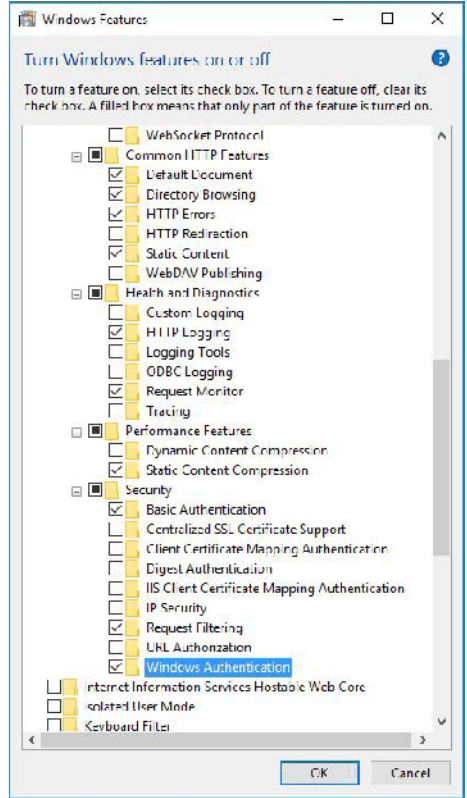 Windows Features
Turn Windows features on or off
To turn a feature on, select its check box. To turn a feature off, clear its
check box. A filled box means that only part of the feature is turned on.
WebSocket Protocol
Common HTTP Features
Default Document
Directory Browsing
HTTP Errors
HTTP Redirection
Static Content
WebDAV Publishing
Health and Diagnostics
Custom Logging
HTTP Logging
Logging Tools
ODBC Logging
Request Monitor
Tracing
Performance Features
Dynamic Content Compression
Static Content Compression
Security
Basic Authentication
Centralized SSL Certificate Support
Client Certificate Mapping Authentication
Digest Authentication
IIS Client Certificate Mapping Authentication
IP Security
Request Filtering
URL Authorization
Windows Authentication
Internet Information Services Hostable Web Core
Isolated User Mode
Keyboard Filter
OK Cancel